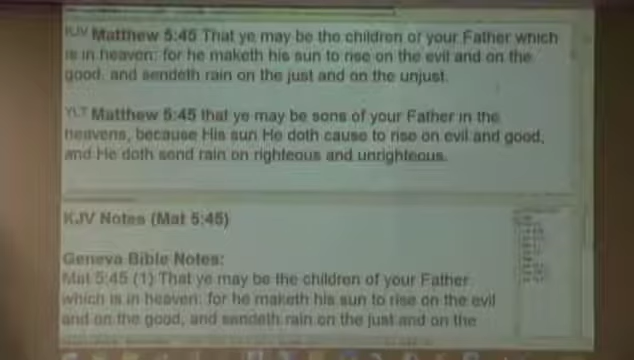 KJV Matthew 5:45 That ye may be the children of your Father which
is in heaven: for he maketh his sun to rise on the evil and on the
good, and sendeth rain on the just and on the unjust.
YLT Matthew 5:45 that ye may be sons of your Father in the
heavens, because His sun He doth cause to rise on evil and good,
and He doth send rain on righteous and unrighteous.
KJV Notes (Mat 5:45)
Geneva Bible Notes:
Mat 5:45 (1) That ye may be the children of your Father
which is in heaven: for he maketh his sun to rise on the evil
and on the good, and sendeth rain on the just and on the